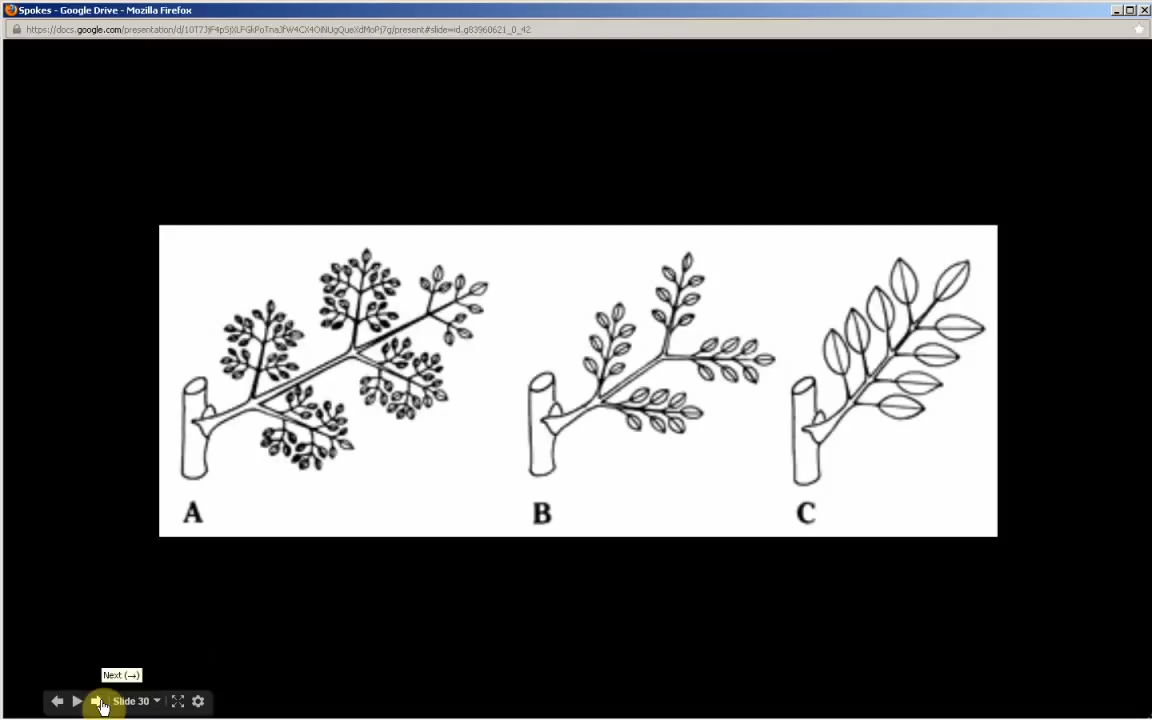 Spokes - Google Drive - Mozilla Firefox
A
B
C
Next (→)
Slide 30